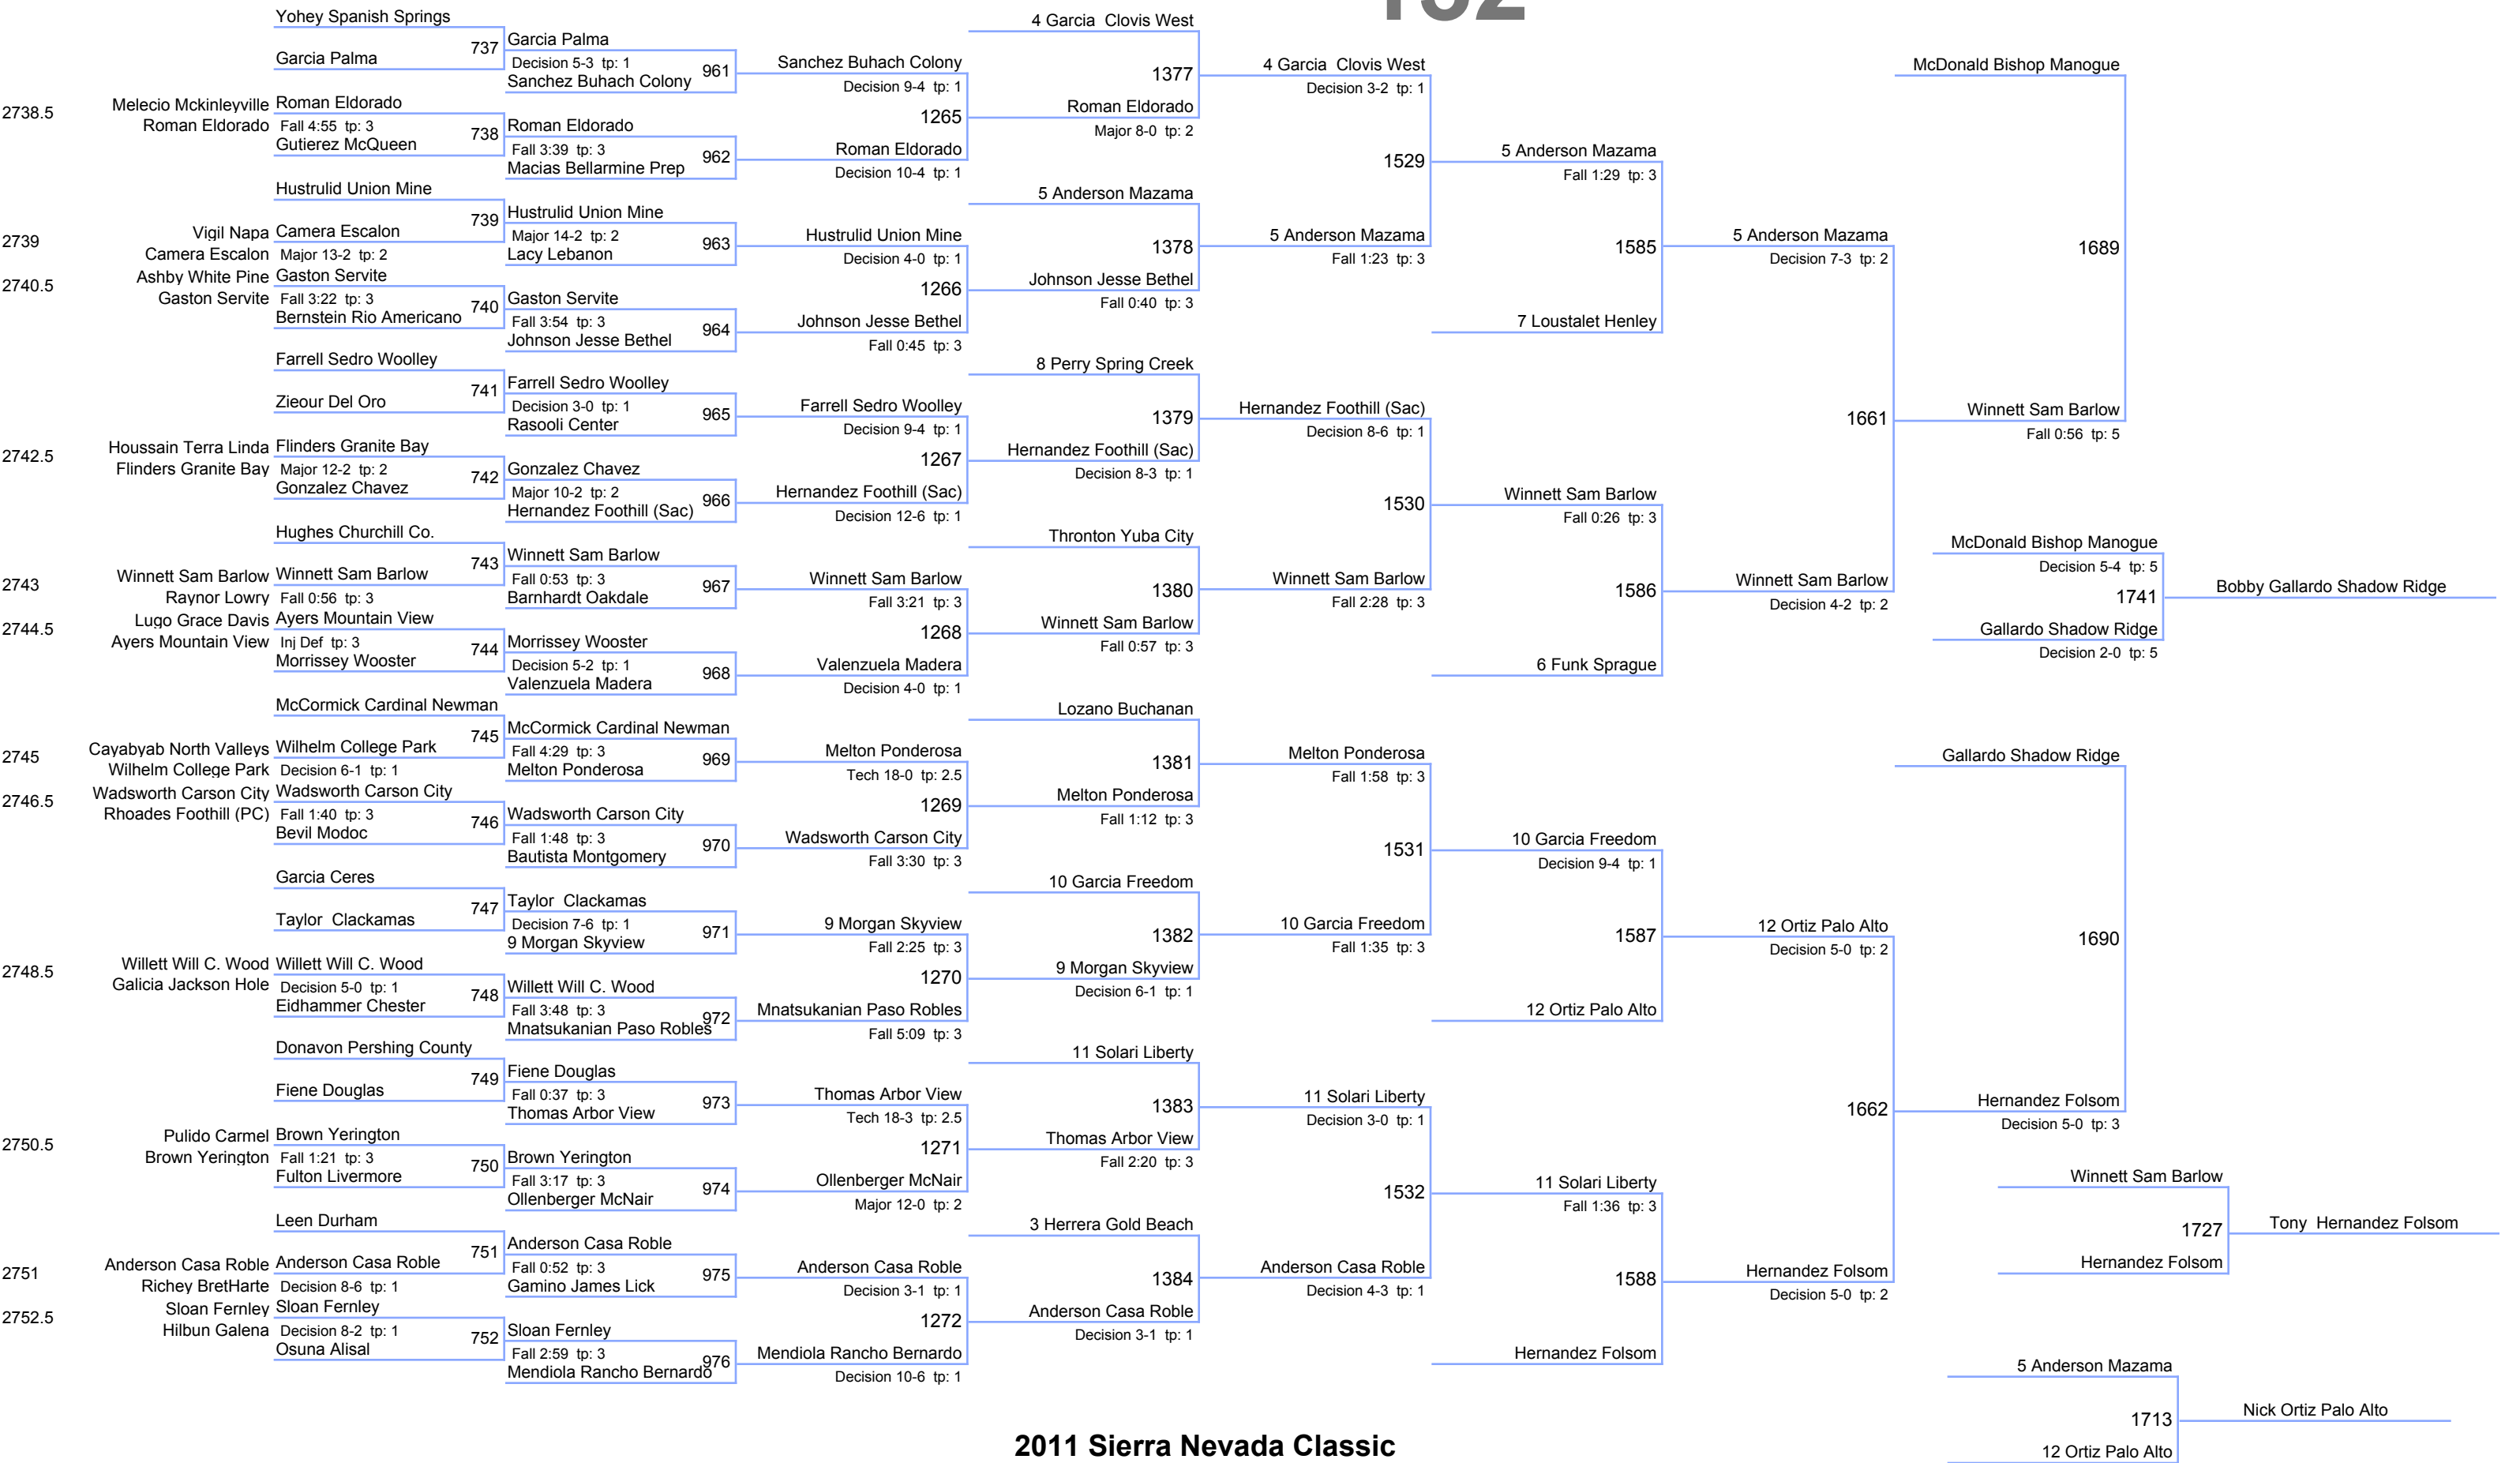 152
Yohey Spanish Springs
737
Garcia Palma
2738.5
Melecio Mckinleyville
Roman Eldorado
Roman Eldorado
Fall 4:55 tp: 3
738
Gutierez McQueen
Hustrulid Union Mine
739
2739
Vigil Napa
Camera Escalon
Camera Escalon
Major 13-2 tp: 2
2740.5
Ashby White Pine
Gaston Servite
Gaston Servite
Fall 3:22 tp: 3
740
Bernstein Rio Americano
Farrell Sedro Woolley
741
Zieour Del Oro
2742.5
Houssain Terra Linda
Flinders Granite Bay
Flinders Granite Bay
Major 12-2 tp: 2
742
Gonzalez Chavez
Hughes Churchill Co.
743
2743
Winnett Sam Barlow
Raynor Lowry
Winnett Sam Barlow
Fall 0:56 tp: 3
2744.5
Lugo Grace Davis
Ayers Mountain View
Ayers Mountain View
Inj Def tp: 3
744
Morrissey Wooster
McCormick Cardinal Newman
745
2745
Cayabyab North Valleys
Wilhelm College Park
Wilhelm College Park
Decision 6-1 tp: 1
2746.5
Wadsworth Carson City
Rhoades Foothill (PC)
Wadsworth Carson City
Fall 1:40 tp: 3
746
Bevil Modoc
Garcia Ceres
747
Taylor Clackamas
2748.5
Willett Will C. Wood
Galicia Jackson Hole
Willett Will C. Wood
Decision 5-0 tp: 1
748
Eidhammer Chester
Donavon Pershing County
749
Fiene Douglas
2750.5
Pulido Carmel
Brown Yerington
Brown Yerington
Fall 1:21 tp: 3
750
Fulton Livermore
Leen Durham
751
2751
Anderson Casa Roble
Richey BretHarte
Anderson Casa Roble
Decision 8-6 tp: 1
2752.5
Sloan Fernley
Hilbun Galena
Sloan Fernley
Decision 8-2 tp: 1
752
Osuna Alisal
Garcia Palma
Decision 5-3 tp: 1
961
Sanchez Buhach Colony
Roman Eldorado
Fall 3:39 tp: 3
962
Macias Bellarmine Prep
Hustrulid Union Mine
Major 14-2 tp: 2
963
Lacy Lebanon
Gaston Servite
Fall 3:54 tp: 3
964
Johnson Jesse Bethel
Farrell Sedro Woolley
Decision 3-0 tp: 1
965
Rasooli Center
Gonzalez Chavez
Major 10-2 tp: 2
966
Hernandez Foothill (Sac)
Winnett Sam Barlow
Fall 0:53 tp: 3
967
Barnhardt Oakdale
Morrissey Wooster
Decision 5-2 tp: 1
968
Valenzuela Madera
McCormick Cardinal Newman
Fall 4:29 tp: 3
969
Melton Ponderosa
Wadsworth Carson City
Fall 1:48 tp: 3
970
Bautista Montgomery
Taylor Clackamas
Decision 7-6 tp: 1
971
9 Morgan Skyview
Willett Will C. Wood
Fall 3:48 tp: 3
972
Mnatsukanian Paso Robles
Fiene Douglas
Fall 0:37 tp: 3
973
Thomas Arbor View
Brown Yerington
Fall 3:17 tp: 3
974
Ollenberger McNair
Anderson Casa Roble
Fall 0:52 tp: 3
975
Gamino James Lick
Sloan Fernley
Fall 2:59 tp: 3
976
Mendiola Rancho Bernardo
Sanchez Buhach Colony
Decision 9-4 tp: 1
1265
Roman Eldorado
Decision 10-4 tp: 1
Hustrulid Union Mine
Decision 4-0 tp: 1
1266
Johnson Jesse Bethel
Fall 0:45 tp: 3
Farrell Sedro Woolley
Decision 9-4 tp: 1
1267
Hernandez Foothill (Sac)
Decision 12-6 tp: 1
Winnett Sam Barlow
Fall 3:21 tp: 3
1268
Valenzuela Madera
Decision 4-0 tp: 1
Melton Ponderosa
Tech 18-0 tp: 2.5
1269
Wadsworth Carson City
Fall 3:30 tp: 3
9 Morgan Skyview
Fall 2:25 tp: 3
1270
Mnatsukanian Paso Robles
Fall 5:09 tp: 3
Thomas Arbor View
Tech 18-3 tp: 2.5
1271
Ollenberger McNair
Major 12-0 tp: 2
Anderson Casa Roble
Decision 3-1 tp: 1
1272
Mendiola Rancho Bernardo
Decision 10-6 tp: 1
4 Garcia Clovis West
1377
Roman Eldorado
Major 8-0 tp: 2
5 Anderson Mazama
1378
Johnson Jesse Bethel
Fall 0:40 tp: 3
8 Perry Spring Creek
1379
Hernandez Foothill (Sac)
Decision 8-3 tp: 1
Thronton Yuba City
1380
Winnett Sam Barlow
Fall 0:57 tp: 3
Lozano Buchanan
1381
Melton Ponderosa
Fall 1:12 tp: 3
10 Garcia Freedom
1382
9 Morgan Skyview
Decision 6-1 tp: 1
11 Solari Liberty
1383
Thomas Arbor View
Fall 2:20 tp: 3
3 Herrera Gold Beach
1384
Anderson Casa Roble
Decision 3-1 tp: 1
4 Garcia Clovis West
Decision 3-2 tp: 1
1529
5 Anderson Mazama
Fall 1:23 tp: 3
Hernandez Foothill (Sac)
Decision 8-6 tp: 1
1530
Winnett Sam Barlow
Fall 2:28 tp: 3
Melton Ponderosa
Fall 1:58 tp: 3
1531
10 Garcia Freedom
Fall 1:35 tp: 3
11 Solari Liberty
Decision 3-0 tp: 1
1532
Anderson Casa Roble
Decision 4-3 tp: 1
5 Anderson Mazama
Fall 1:29 tp: 3
1585
7 Loustalet Henley
Winnett Sam Barlow
Fall 0:26 tp: 3
1586
6 Funk Sprague
10 Garcia Freedom
Decision 9-4 tp: 1
1587
12 Ortiz Palo Alto
11 Solari Liberty
Fall 1:36 tp: 3
1588
Hernandez Folsom
5 Anderson Mazama
Decision 7-3 tp: 2
1661
Winnett Sam Barlow
Decision 4-2 tp: 2
12 Ortiz Palo Alto
Decision 5-0 tp: 2
1662
Hernandez Folsom
Decision 5-0 tp: 2
McDonald Bishop Manogue
1689
Winnett Sam Barlow
Fall 0:56 tp: 5
McDonald Bishop Manogue
Decision 5-4 tp: 5
1741
Bobby Gallardo Shadow Ridge
Gallardo Shadow Ridge
Decision 2-0 tp: 5
Gallardo Shadow Ridge
1690
Hernandez Folsom
Decision 5-0 tp: 3
Winnett Sam Barlow
1727
Tony Hernandez Folsom
Hernandez Folsom
5 Anderson Mazama
1713
Nick Ortiz Palo Alto
12 Ortiz Palo Alto
2011 Sierra Nevada Classic